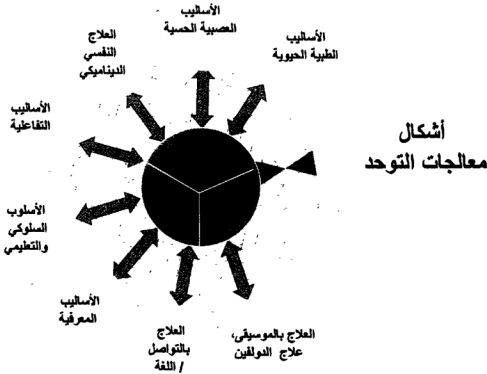 أشكال
معالجات التوحد
الأساليب
الطبية الحيوية
الأساليب
العصبية الحسية
العلاج
النفسي
الديناميكي
الأساليب
التفاعلية
الأسلوب
السلوكي
والتعليمي
الأساليب
المعرفية
العلاج
بالتواصل
/ اللغة
العلاج بالموسيقى،
علاج الدولفين